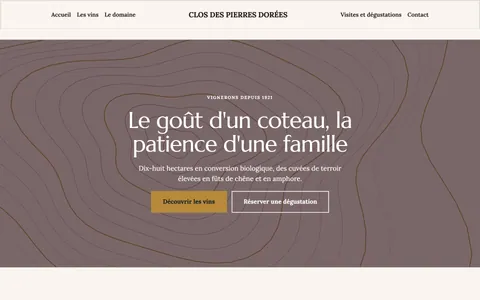 Accueil Les vins Le domaine CLOS DES PIERRES DORÉES Visites et dégustations Contact
VIGNERONS DEPUIS 1921
Le goût d'un coteau, la
patience d'une famille
Dix-huit hectares en conversion biologique, des cuvées de terroir
élevées en fûts de chêne et en amphore.
Découvrir les vins Réserver une dégustation